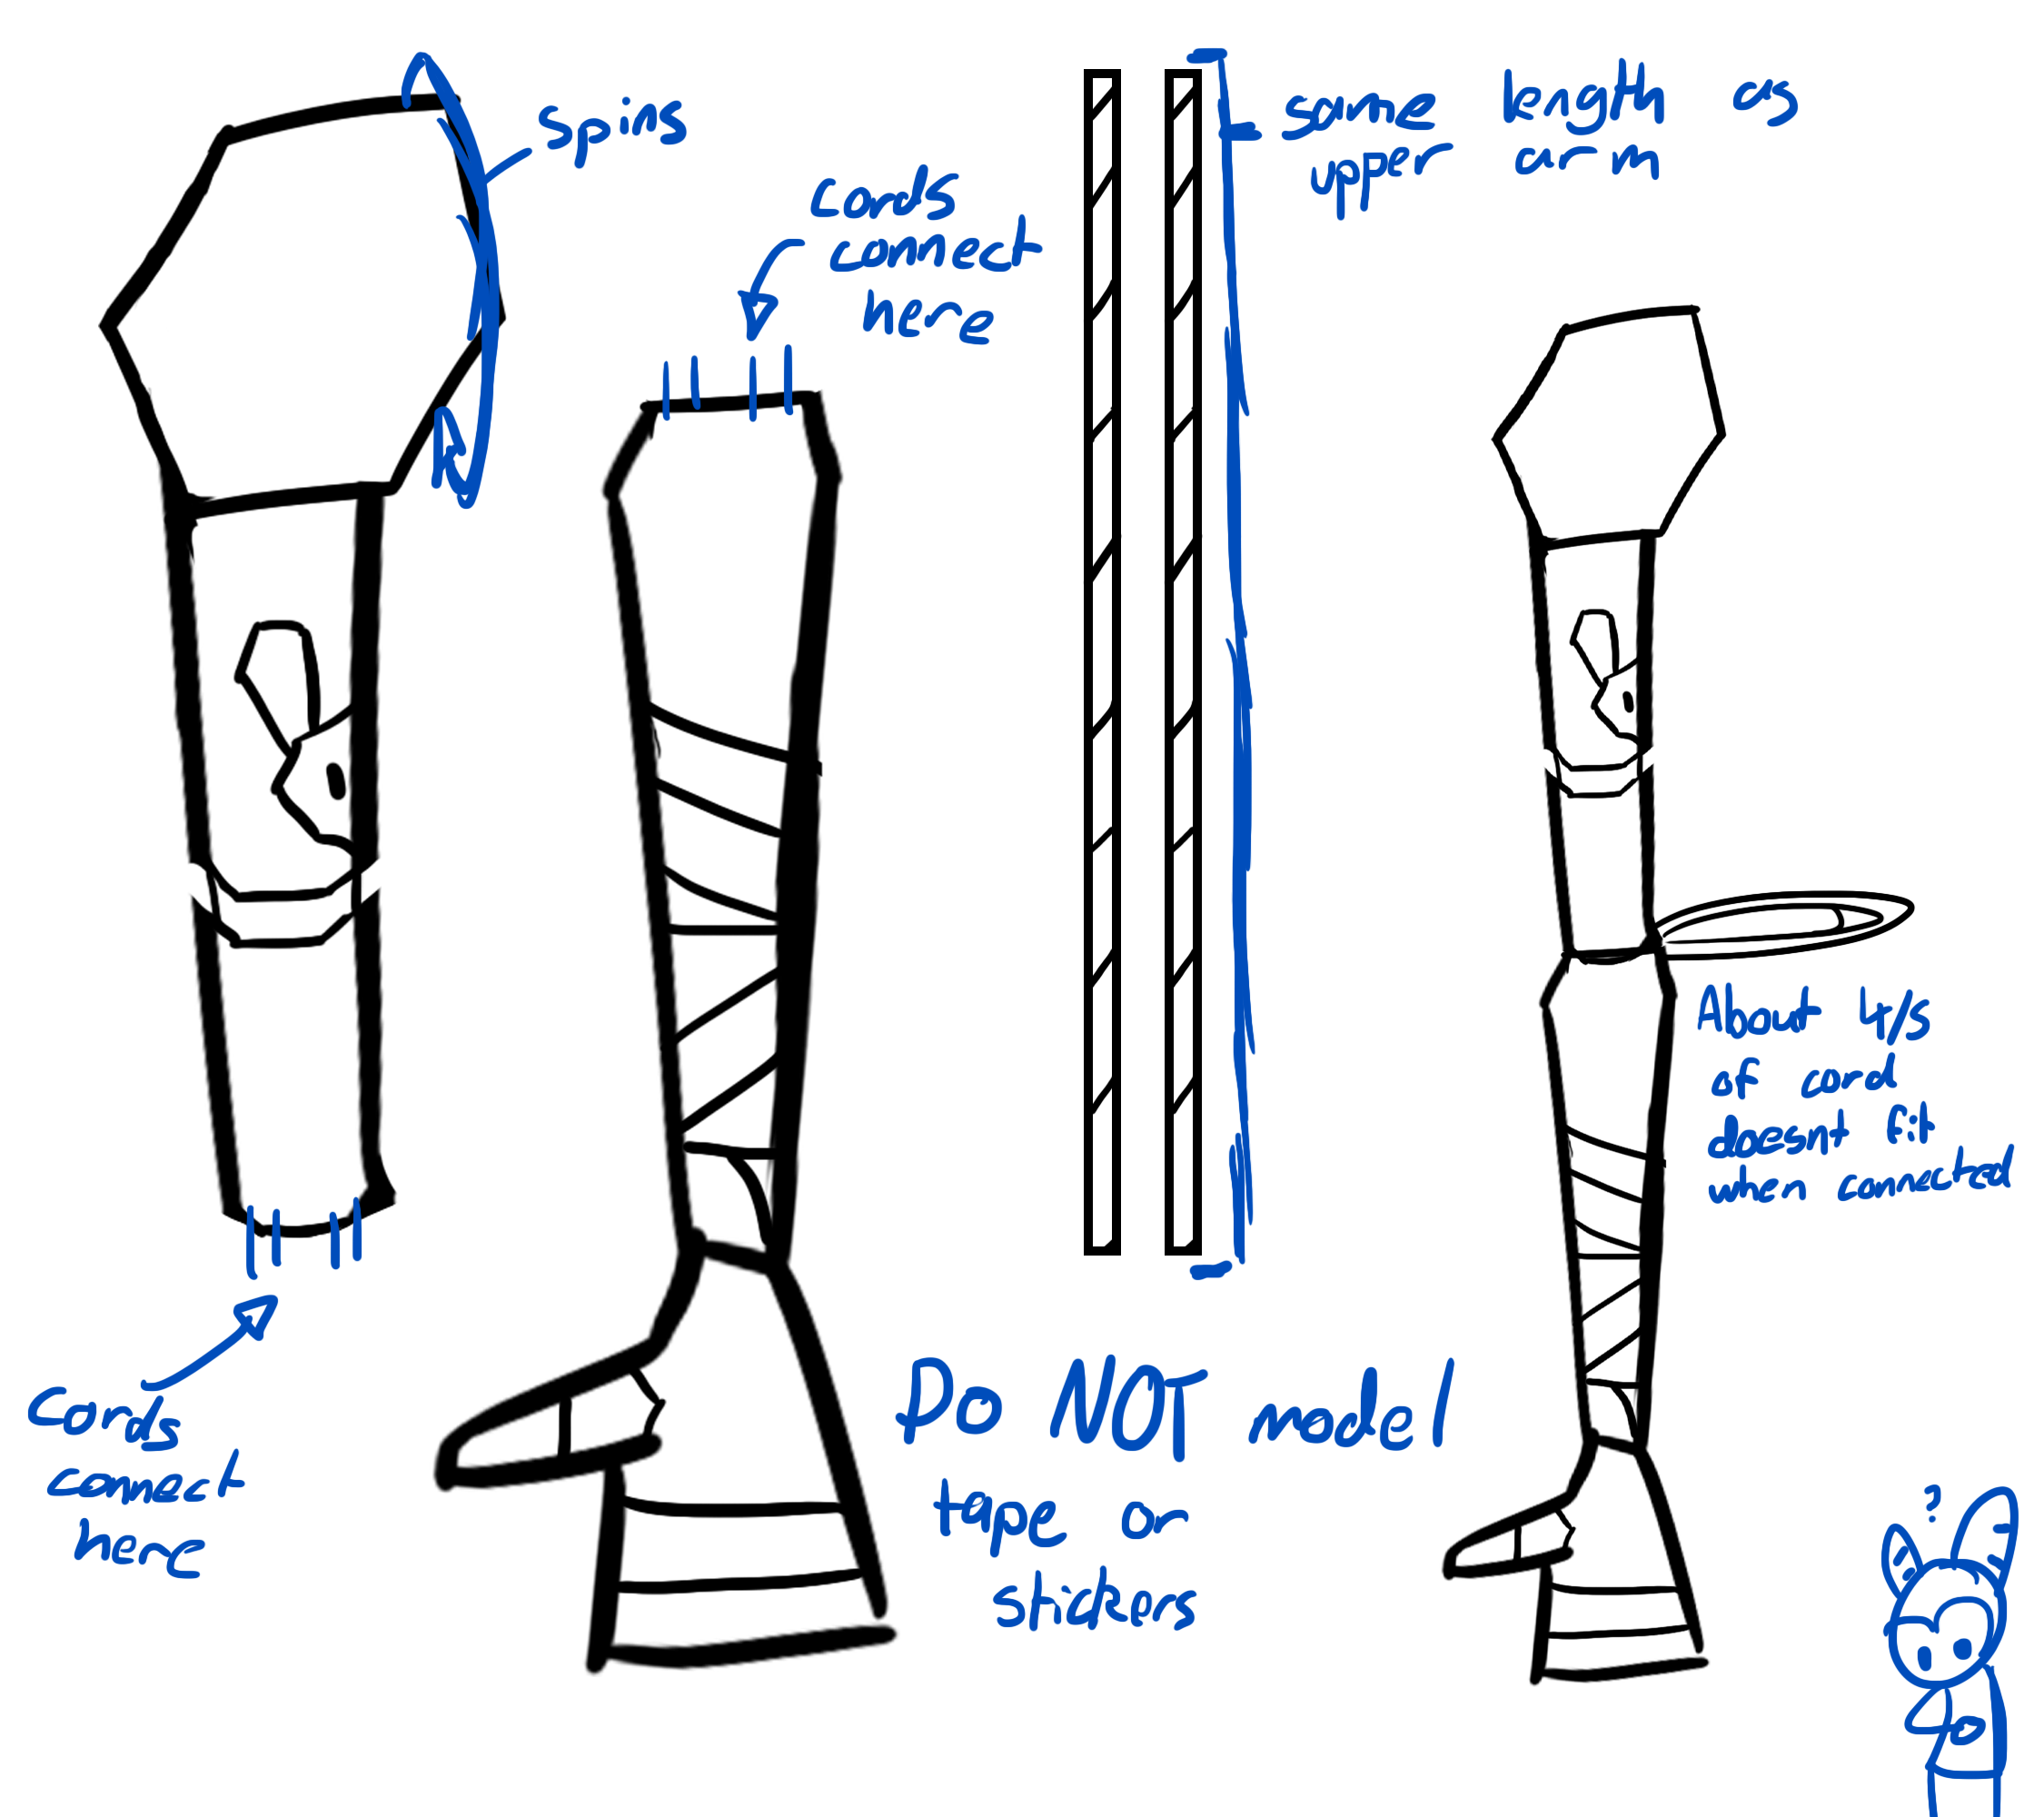 spins
cords
connect
here
same length as
upper arm
About 4/5
of cord
doesnt fit
when connected
Cords
connect
here
Do NOT model
tape or
stickers
?